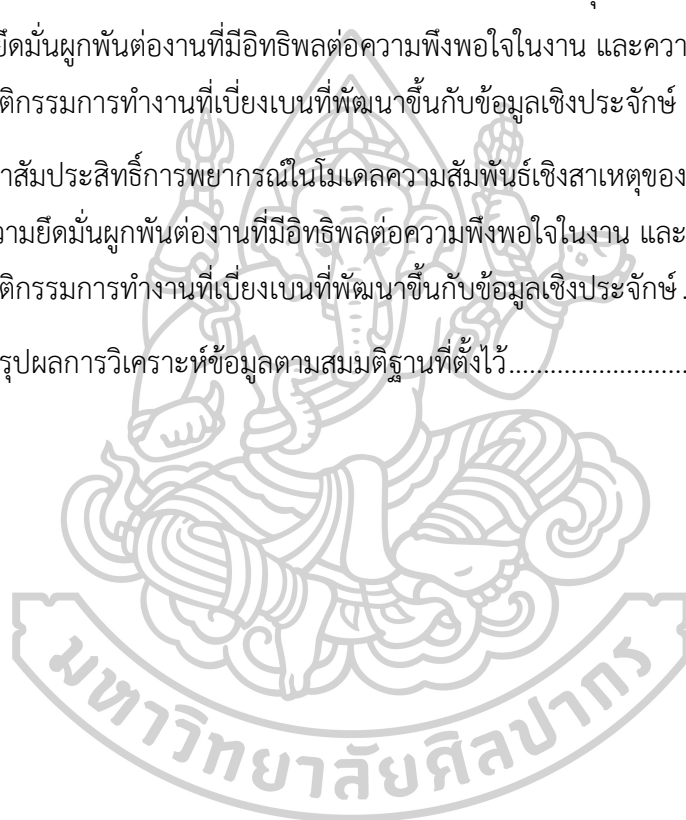 ยึดมั่นผูกพันต่องานที่มีอิทธิพลต่อความพึงพอใจในงาน และควา
ติกรรมการทำงานที่เบี่ยงเบนที่พัฒนาขึ้นกับข้อมูลเชิงประจักษ์
าสัมประสิทธิ์การพยากรณ์ในโมเดลความสัมพันธ์เชิงสาเหตุของ
วามยึดมั่นผูกพันต่องานที่มีอิทธิพลต่อความพึงพอใจในงาน และ
ติกรรมการทำงานที่เบี่ยงเบนที่พัฒนาขึ้นกับข้อมูลเชิงประจักษ์.
รุปผลการวิเคราะห์ข้อมูลตามสมมติฐานที่ตั้งไว้........................
มหาวิทยาลัยศิลปากร